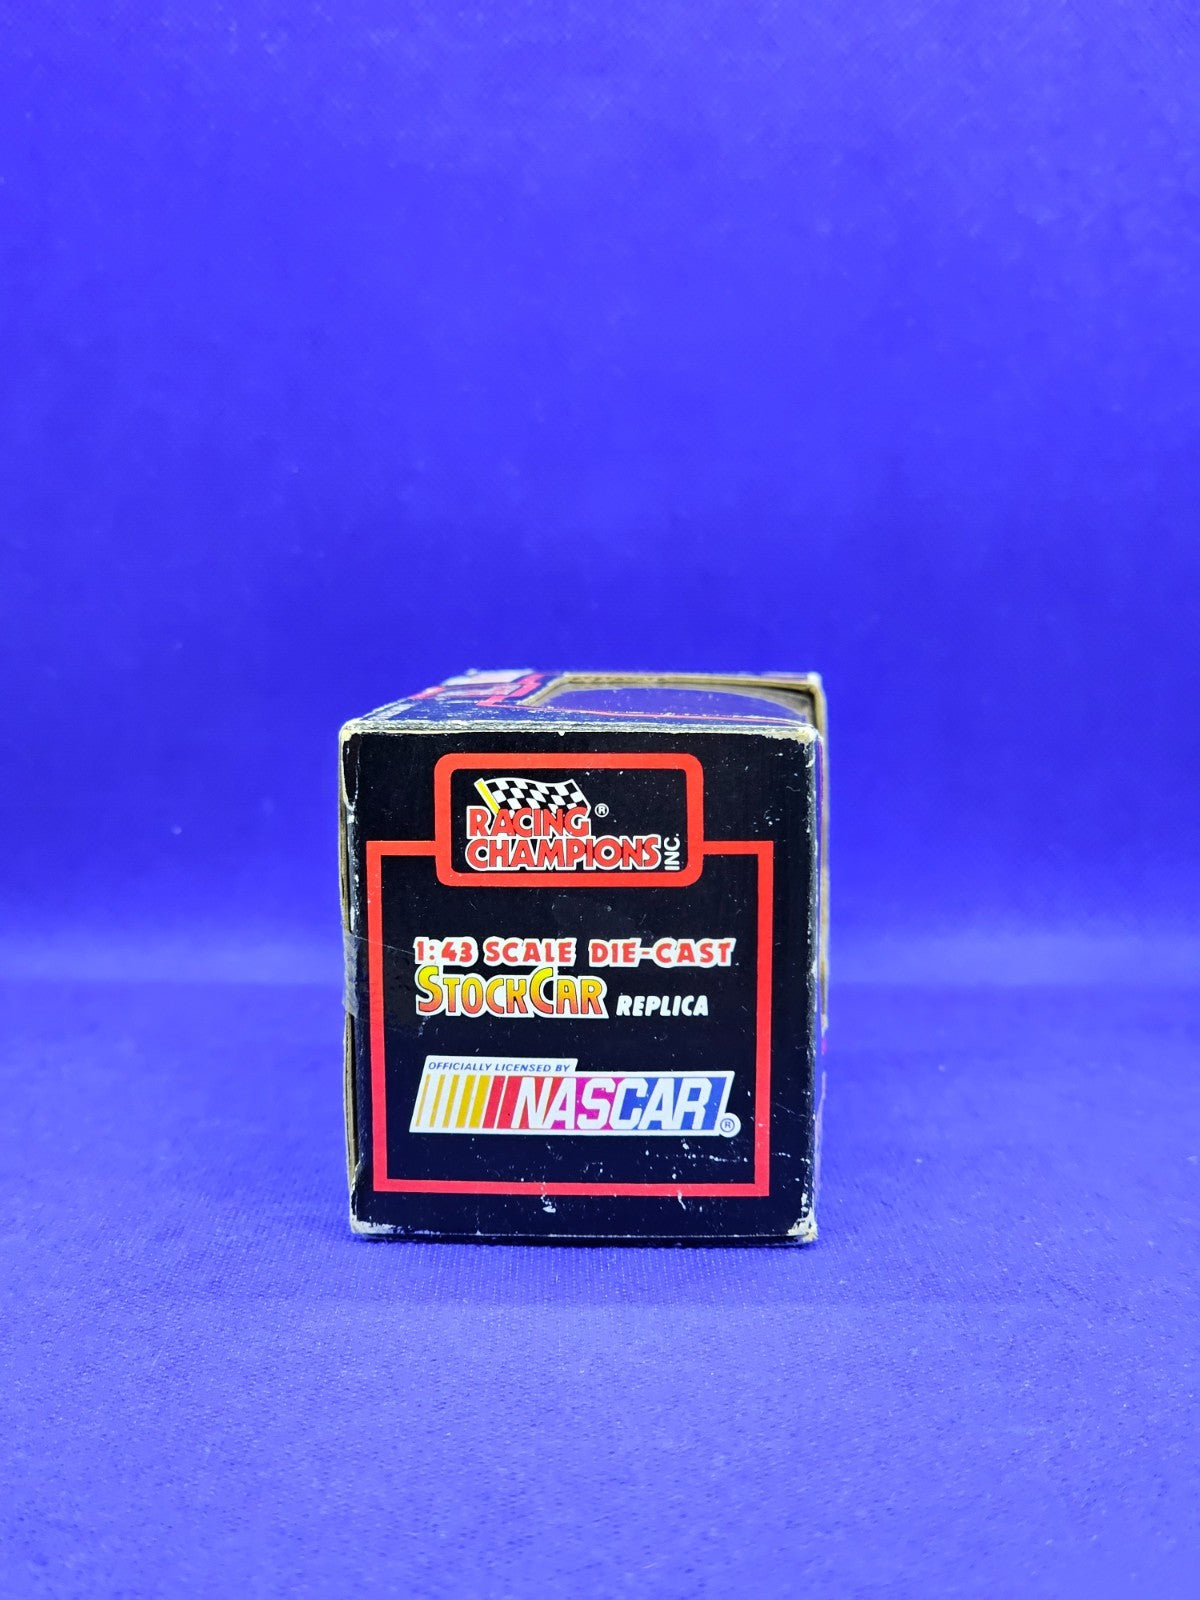 RACING ®
CHAMPIONS INC.
1:43 SCALE DIE-CAST
STOCKCAR REPLICA
OFFICIALLY LICENSED BY
NASCAR ®